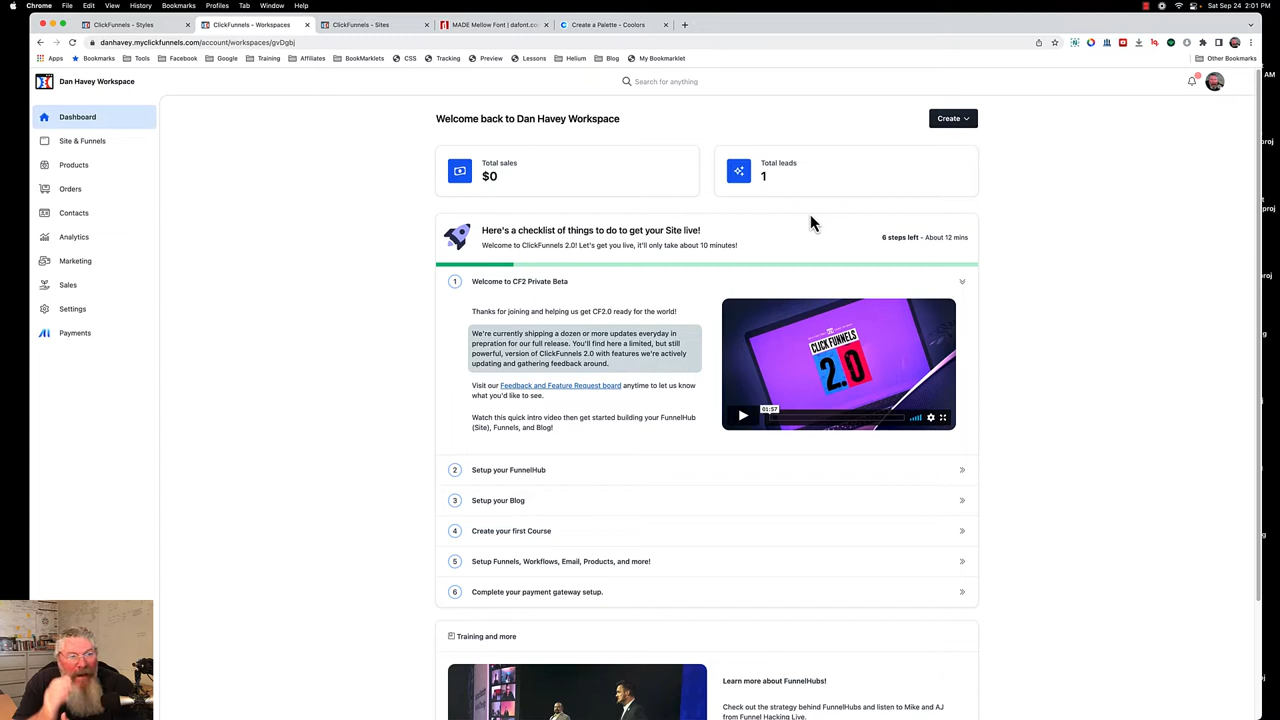 Chrome File Edit View History Bookmarks Profiles Tab Window Help Sat Sep 24 2:01 PM
ClickFunnels - Styles ClickFunnels - Workspaces ClickFunnels - Sites MADE Mellow Font | dafont.com Create a Palette - Coolors
danhavey.myclickfunnels.com/account/workspaces/gvDgbj
Apps Bookmarks Tools Facebook Google Training Affiliates BookMarklets CSS Tracking Preview Lessons Helium Blog My Bookmarklet Other Bookmarks
Dan Havey Workspace
Search for anything
AM
Dashboard
Site & Funnels
Products
Orders
Contacts
Analytics
Marketing
Sales
Settings
Payments
Welcome back to Dan Havey Workspace
Create
Total sales
$0
Total leads
1
Here's a checklist of things to do to get your Site live!
Welcome to ClickFunnels 2.0! Let's get you live, it'll only take about 10 minutes!
6 steps left - About 12 mins
1 Welcome to CF2 Private Beta
Thanks for joining and helping us get CF2.0 ready for the world!
We're currently shipping a dozen or more updates everyday in
prepration for our full release. You'll find here a limited, but still
powerful, version of ClickFunnels 2.0 with features we're actively
updating and gathering feedback around.
Visit our Feedback and Feature Request board anytime to let us know
what you'd like to see.
Watch this quick intro video then get started building your FunnelHub
(Site), Funnels, and Blog!
CLICKFUNNELS
2.0
01:57
2 Setup your FunnelHub
3 Setup your Blog
4 Create your first Course
5 Setup Funnels, Workflows, Email, Products, and more!
6 Complete your payment gateway setup.
Training and more
Learn more about FunnelHubs!
Check out the strategy behind FunnelHubs and listen to Mike and AJ
from Funnel Hacking Live.